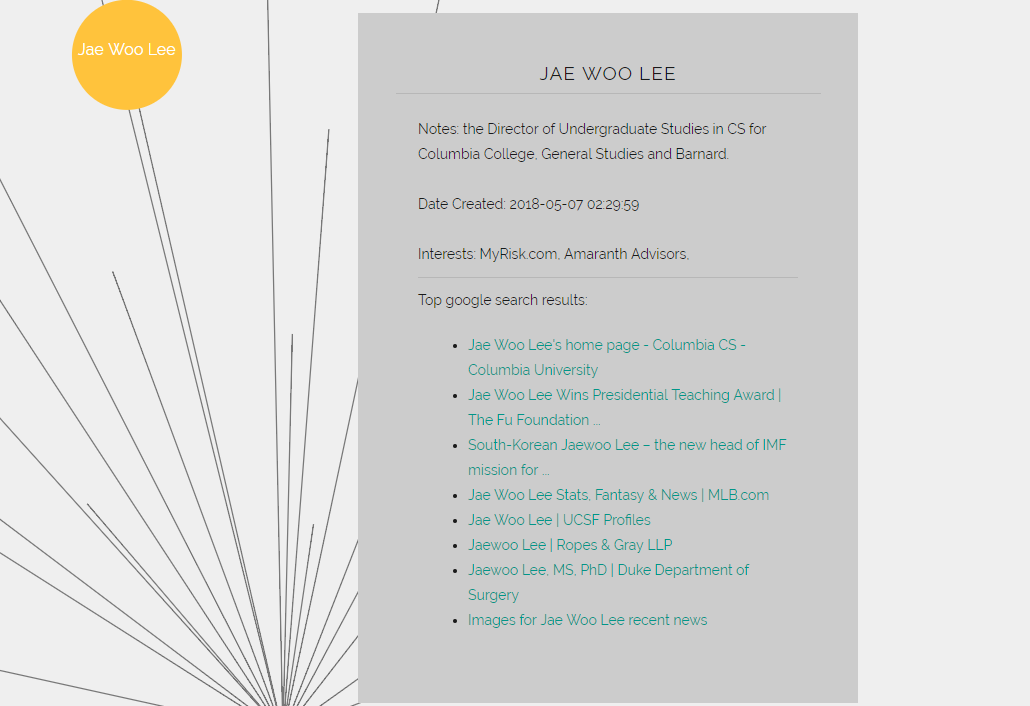 Jae Woo Lee
JAE WOO LEE
Notes: the Director of Undergraduate Studies in CS for
Columbia College, General Studies and Barnard.
Date Created: 2018-05-07 02:29:59
Interests: MyRisk.com, Amaranth Advisors,
Top google search results:
• Jae Woo Lee's home page - Columbia CS -
Columbia University
• Jae Woo Lee Wins Presidential Teaching Award |
The Fu Foundation ...
• South-Korean Jaewoo Lee – the new head of IMF
mission for ...
• Jae Woo Lee Stats, Fantasy & News | MLB.com
• Jae Woo Lee | UCSF Profiles
• Jaewoo Lee | Ropes & Gray LLP
• Jaewoo Lee, MS, PhD | Duke Department of
Surgery
• Images for Jae Woo Lee recent news